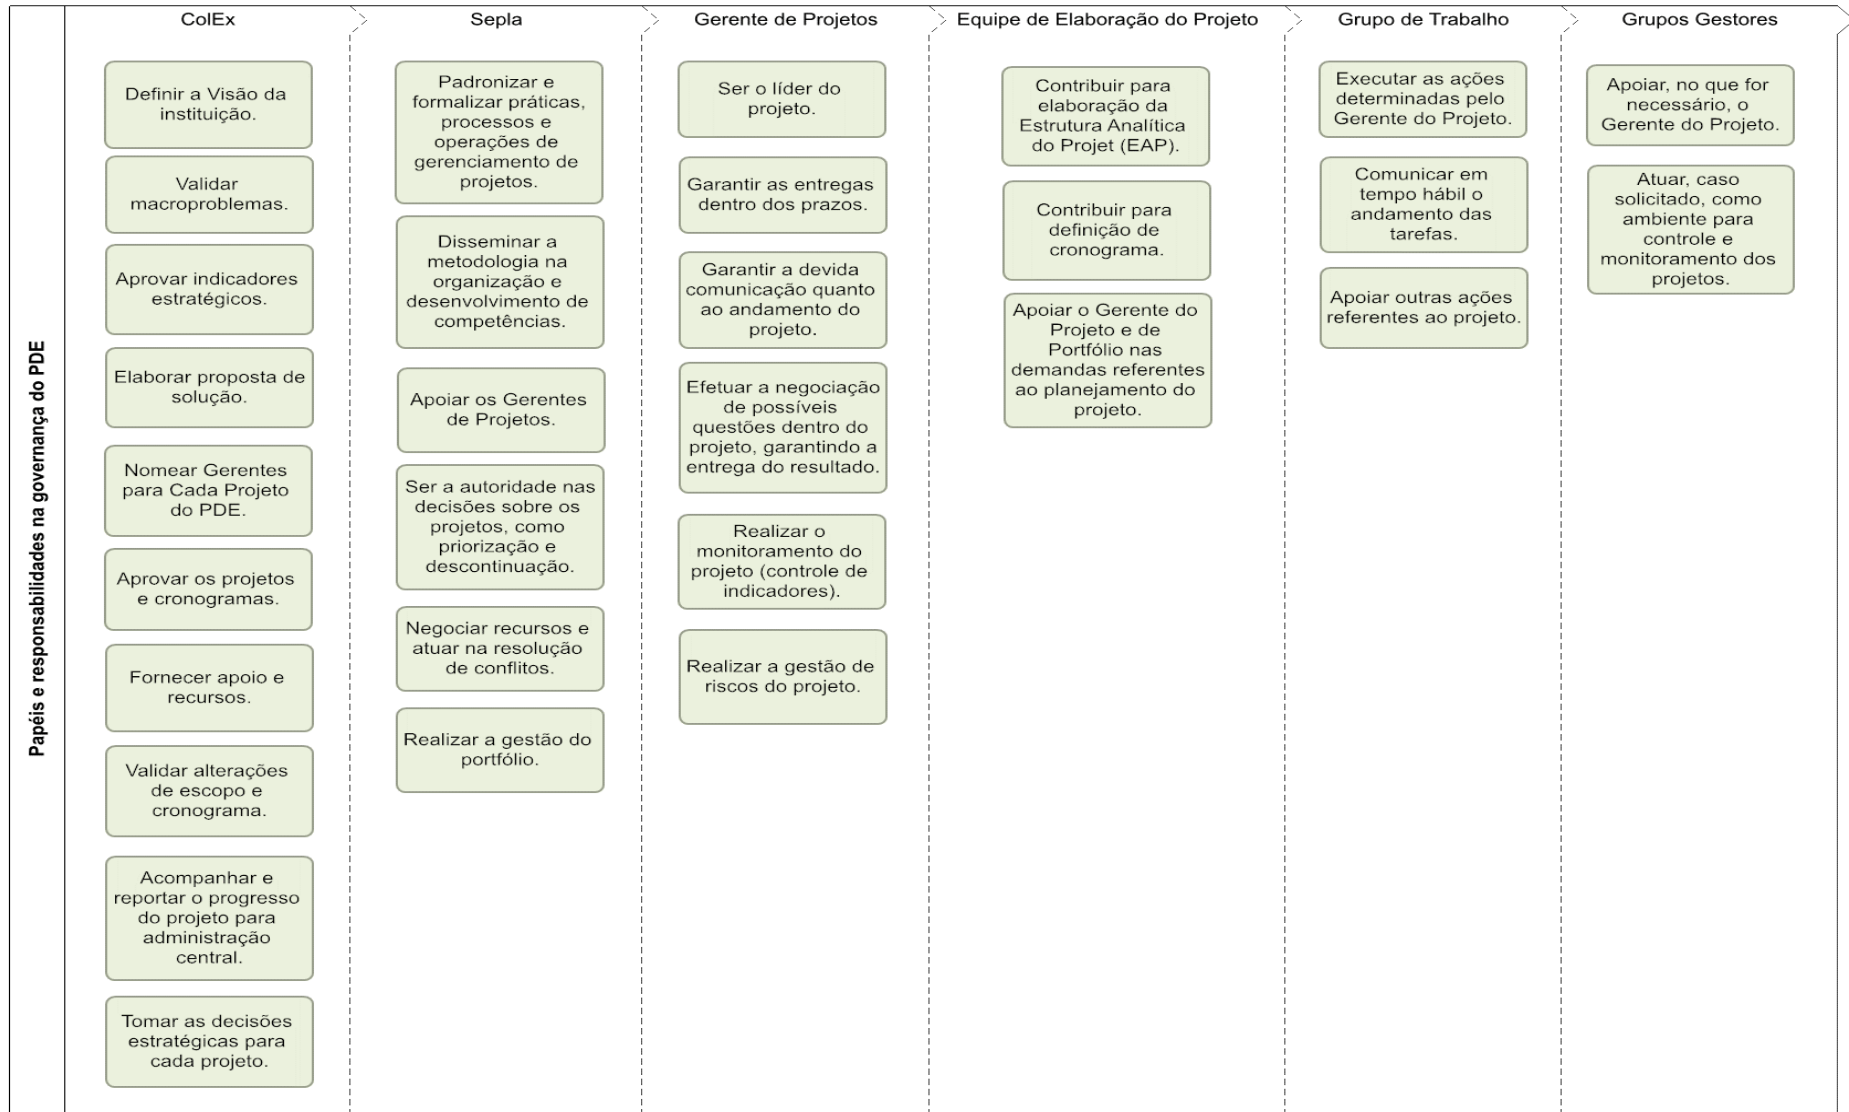 Papéis e responsabilidades na governança do PDE
ColEx
Definir a Visão da
instituição.
Validar
macroproblemas.
Aprovar indicadores
estratégicos.
Elaborar proposta de
solução.
Nomear Gerentes
para Cada Projeto
do PDE.
Aprovar os projetos
e cronogramas.
Fornecer apoio e
recursos.
Validar alterações
de escopo e
cronograma.
Acompanhar e
reportar o progresso
do projeto para
administração
central.
Tomar as decisões
estratégicas para
cada projeto.
Sepla
Padronizar e
formalizar práticas,
processos e
operações de
gerenciamento de
projetos.
Disseminar a
metodologia na
organização e
desenvolvimento de
competências.
Apoiar os Gerentes
de Projetos.
Ser a autoridade nas
decisões sobre os
projetos, como
priorização e
descontinuação.
Negociar recursos e
atuar na resolução
de conflitos.
Realizar a gestão do
portfólio.
Gerente de Projetos
Ser o líder do
projeto.
Garantir as entregas
dentro dos prazos.
Garantir a devida
comunicação quanto
ao andamento do
projeto.
Efetuar a negociação
de possíveis
questões dentro do
projeto, garantindo a
entrega do resultado.
Realizar o
monitoramento do
projeto (controle de
indicadores).
Realizar a gestão de
riscos do projeto.
Equipe de Elaboração do Projeto
Contribuir para
elaboração da
Estrutura Analítica
do Projet (EAP).
Contribuir para
definição de
cronograma.
Apoiar o Gerente do
Projeto e de
Portfólio nas
demandas referentes
ao planejamento do
projeto.
Grupo de Trabalho
Executar as ações
determinadas pelo
Gerente do Projeto.
Comunicar em
tempo hábil o
andamento das
tarefas.
Apoiar outras ações
referentes ao projeto.
Grupos Gestores
Apoiar, no que for
necessário, o
Gerente do Projeto.
Atuar, caso
solicitado, como
ambiente para
controle e
monitoramento dos
projetos.